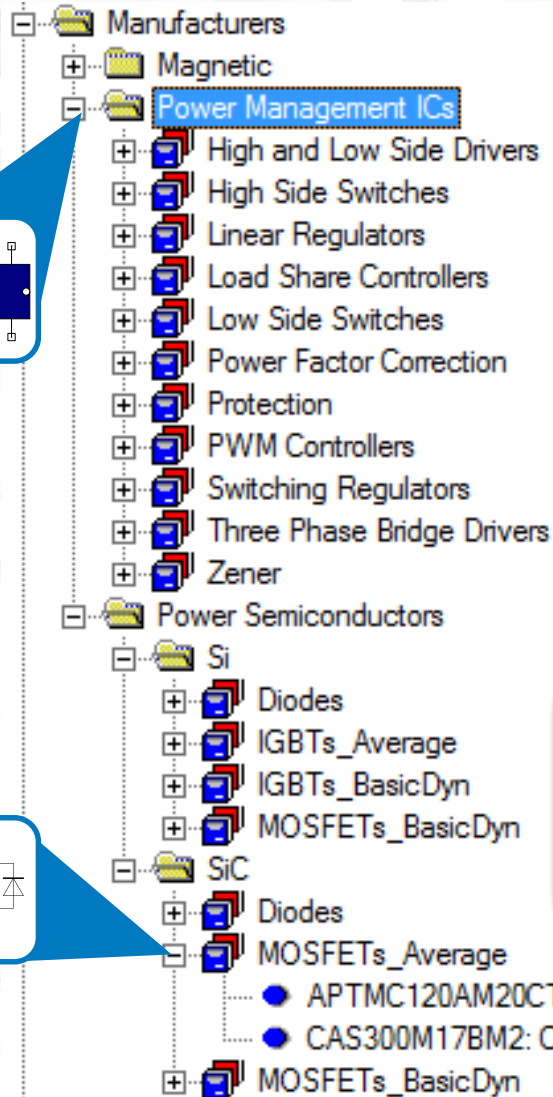 Manufacturers
Magnetic
Power Management ICs
High and Low Side Drivers
High Side Switches
Linear Regulators
Load Share Controllers
Low Side Switches
Power Factor Correction
Protection
PWM Controllers
Switching Regulators
Three Phase Bridge Drivers
Zener
Power Semiconductors
Si
Diodes
IGBTs_Average
IGBTs_BasicDyn
MOSFETs_BasicDyn
SiC
Diodes
MOSFETs_Average
APTMC120AM20CT
CAS300M17BM2: C
MOSFETs_BasicDyn